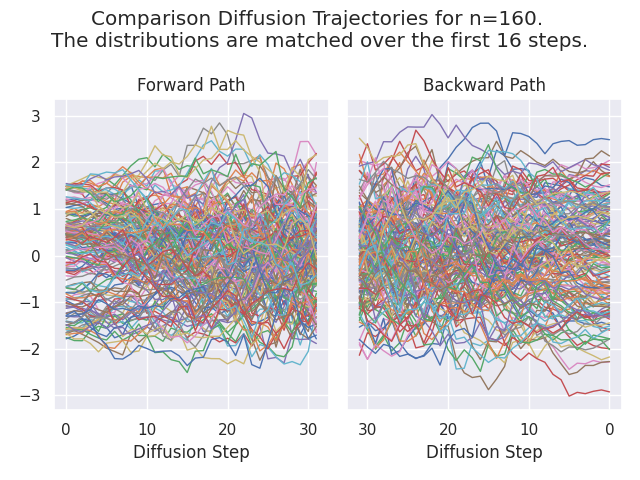 Comparison Diffusion Trajectories for n=160.
The distributions are matched over the first 16 steps.
Forward Path
Backward Path
3
2
1
0
−1
−2
−3
0 10 20 30
30 20 10 0
Diffusion Step
Diffusion Step